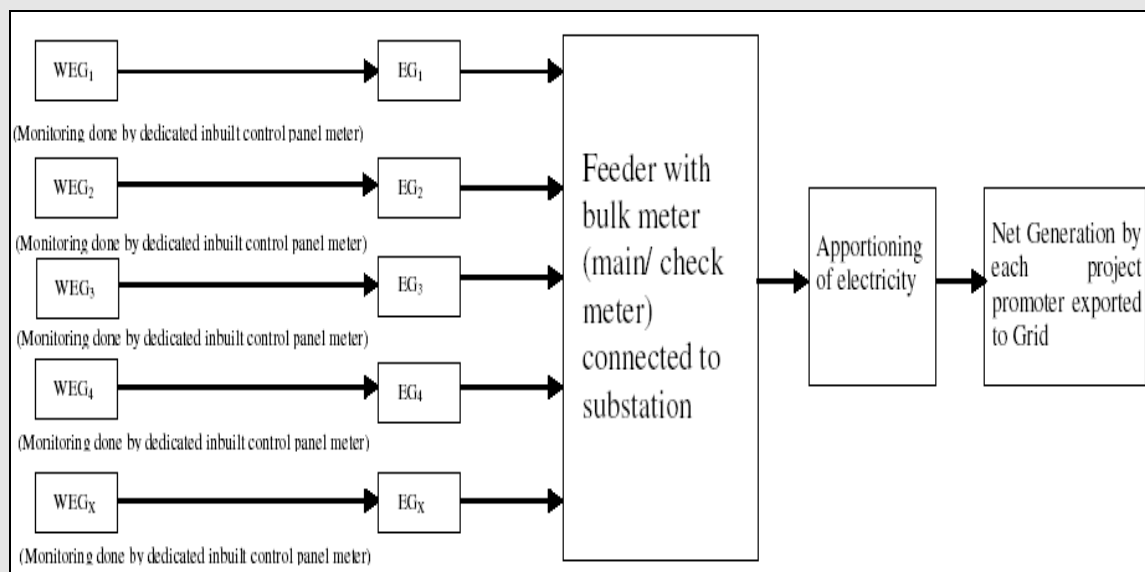 WEG₁
EG₁
(Monitoring done by dedicated inbuilt control panel meter)
WEG₂
EG₂
(Monitoring done by dedicated inbuilt control panel meter)
WEG₃
EG₃
(Monitoring done by dedicated inbuilt control panel meter)
WEG₄
EG₄
(Monitoring done by dedicated inbuilt control panel meter)
WEGX
EGX
(Monitoring done by dedicated inbuilt control panel meter)
Feeder with
bulk meter
(main/ check
meter)
connected to
substation
Apportioning
of electricity
Net Generation by
each project
promoter exported
to Grid